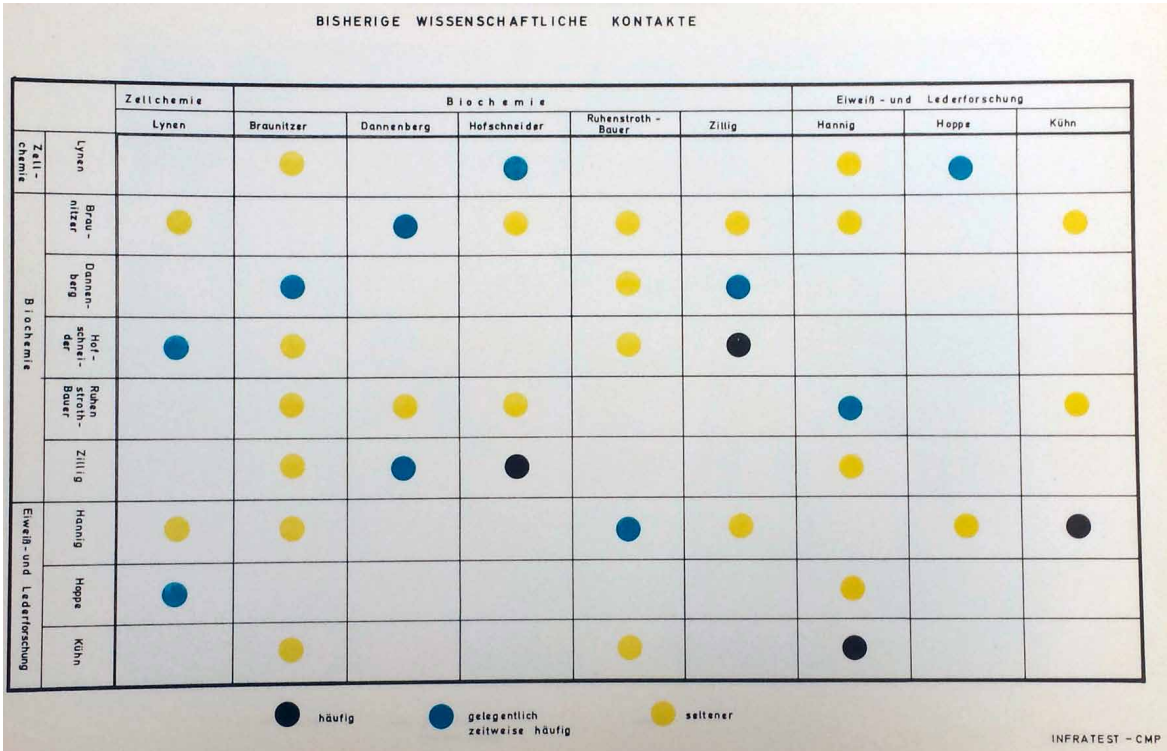 BISHERIGE WISSENSCHAFTLICHE KONTAKTE
Zellchemie
Biochemie
Eiweiß- und Lederforschung
Lynen
Braunitzer
Dannenberg
Hofschneider
Ruhenstroth-
Bauer
Zillig
Hannig
Hoppe
Kühn
Zell-
chemie
Lynen
Biochemie
Brau-
nitzer
Dannen-
berg
Hof-
schnei-
der
Ruhen
stroth-
Bauer
Zillig
Eiweiß- und Lederforschung
Hannig
Hoppe
Kühn
häufig
gelegentlich
zeitweise häufig
seltener
INFRATEST - CMP